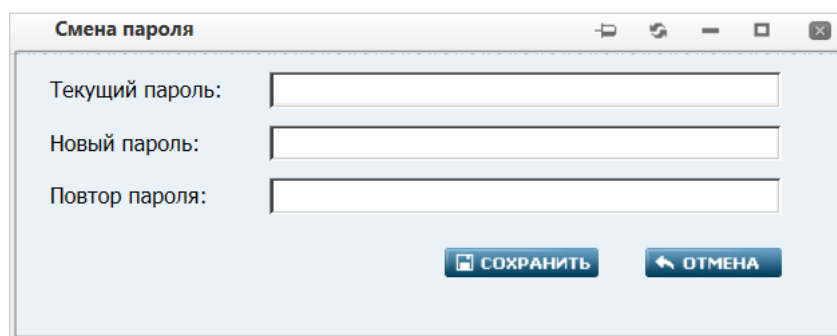 Смена пароля
Текущий пароль:
Новый пароль:
Повтор пароля:
СОХРАНИТЬ ОТМЕНА